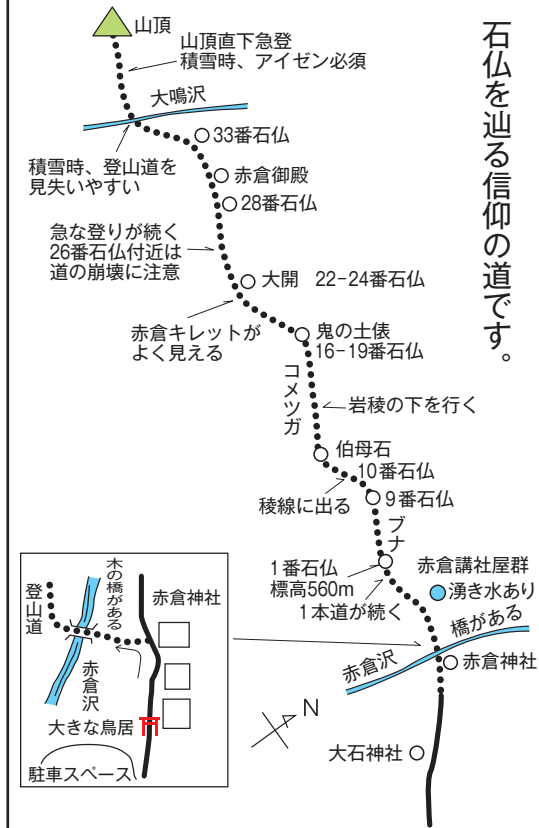 石仏を辿る信仰の道です。
山頂
山頂直下急登
積雪時、アイゼン必須
大鳴沢
33番石仏
積雪時、登山道を
見失いやすい
赤倉御殿
28番石仏
急な登りが続く
26番石仏付近は
道の崩壊に注意
大開 22-24番石仏
赤倉キレットが
よく見える
鬼の土俵
16-19番石仏
コメツガ
岩稜の下を行く
伯母石
10番石仏
稜線に出る
9番石仏
ブナ
1番石仏
標高560m
1本道が続く
赤倉講社屋群
湧き水あり
橋がある
赤倉沢
赤倉神社
大石神社
N
木の橋がある
登山道
赤倉神社
赤倉沢
大きな鳥居
駐車スペース